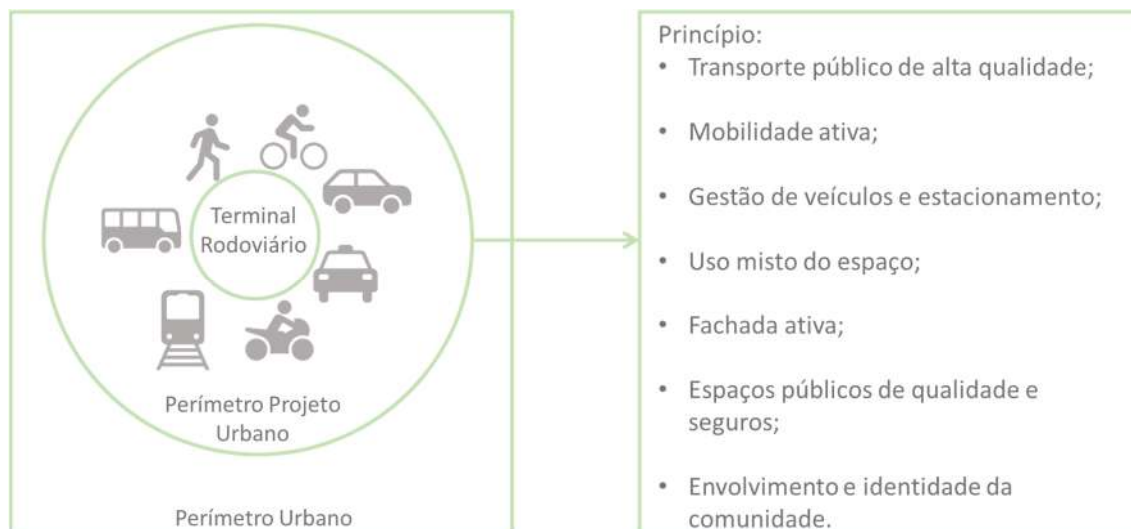 Terminal
Rodoviário
Perímetro Projeto
Urbano
Perímetro Urbano
Princípio:
• Transporte público de alta qualidade;
• Mobilidade ativa;
• Gestão de veículos e estacionamento;
• Uso misto do espaço;
• Fachada ativa;
• Espaços públicos de qualidade e
seguros;
• Envolvimento e identidade da
comunidade.